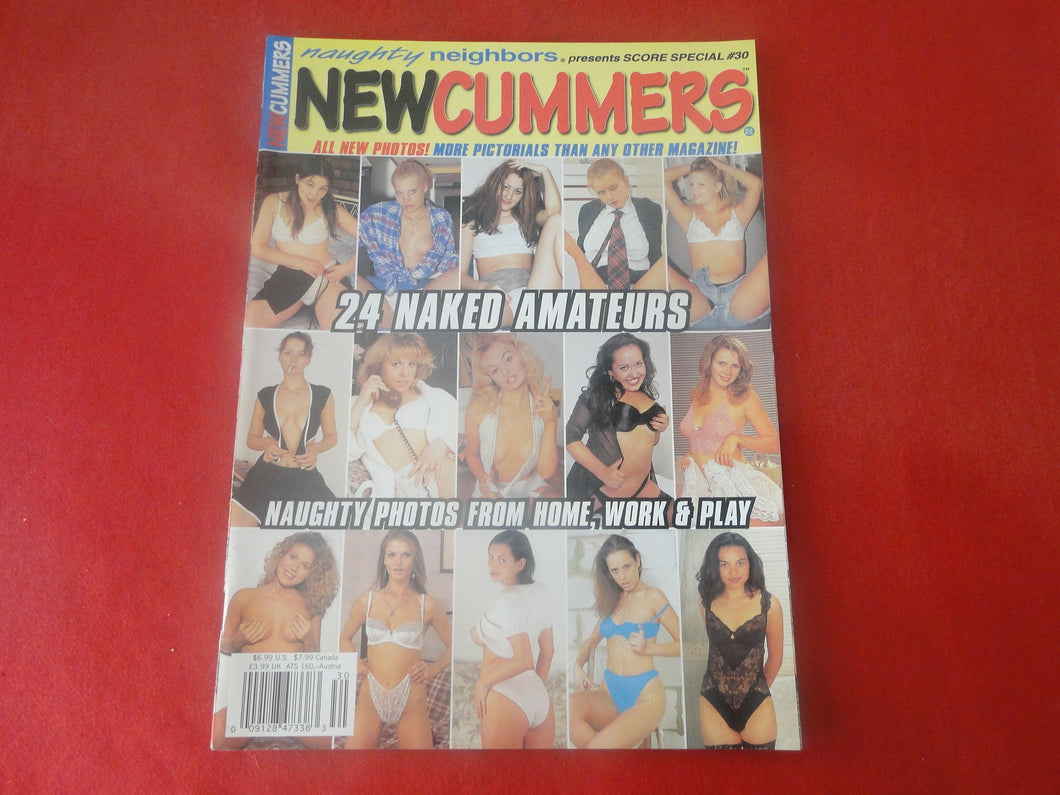 NEWCUMMERS
naughty neighbors® presents SCORE SPECIAL #30
NEWCUMMERS™
ALL NEW PHOTOS! MORE PICTORIALS THAN ANY OTHER MAGAZINE!
24 NAKED AMATEURS
NAUGHTY PHOTOS FROM HOME, WORK & PLAY
$6.99 U.S. $7.99 Canada
£3.99 UK ATS 160,-Austria
30
0 09128 47338 3